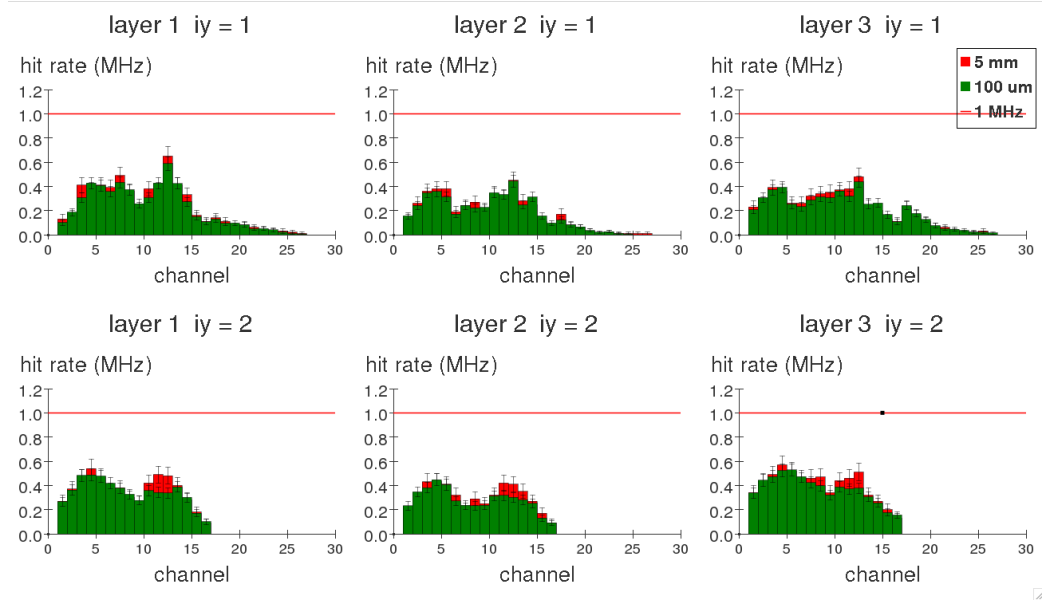 layer 1 iy = 1
layer 2 iy = 1
layer 3 iy = 1
hit rate (MHz)
hit rate (MHz)
hit rate (MHz)
5 mm
100 um
1 MHz
1.2
1.0
0.8
0.6
0.4
0.2
0.0
0 5 10 15 20 25 30
channel
1.2
1.0
0.8
0.6
0.4
0.2
0.0
0 5 10 15 20 25 30
channel
1.2
1.0
0.8
0.6
0.4
0.2
0.0
0 5 10 15 20 25 30
channel
layer 1 iy = 2
layer 2 iy = 2
layer 3 iy = 2
hit rate (MHz)
hit rate (MHz)
hit rate (MHz)
1.2
1.0
0.8
0.6
0.4
0.2
0.0
0 5 10 15 20 25 30
channel
1.2
1.0
0.8
0.6
0.4
0.2
0.0
0 5 10 15 20 25 30
channel
1.2
1.0
0.8
0.6
0.4
0.2
0.0
0 5 10 15 20 25 30
channel